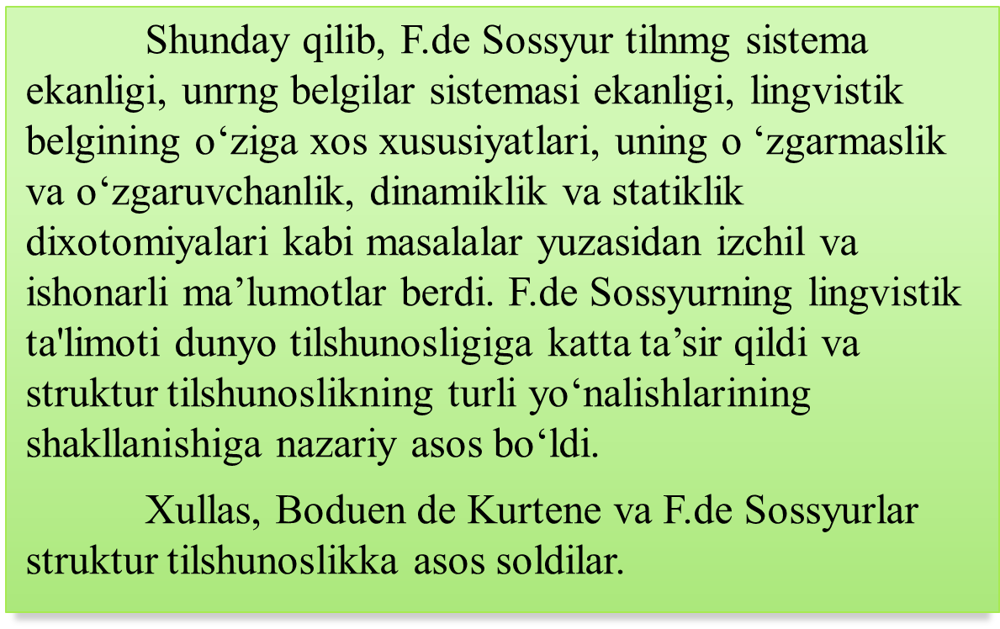 Shunday qilib, F.de Sossyur tilnmg sistema
ekanligi, unrng belgilar sistemasi ekanligi, lingvistik
belgining o‘ziga xos xususiyatlari, uning o ‘zgarmaslik
va o‘zgaruvchanlik, dinamiklik va statiklik
dixotomiyalari kabi masalalar yuzasidan izchil va
ishonarli ma’lumotlar berdi. F.de Sossyurning lingvistik
ta'limoti dunyo tilshunosligiga katta ta’sir qildi va
struktur tilshunoslikning turli yo‘nalishlarining
shakllanishiga nazariy asos bo‘ldi.
Xullas, Boduen de Kurtene va F.de Sossyurlar
struktur tilshunoslikka asos soldilar.